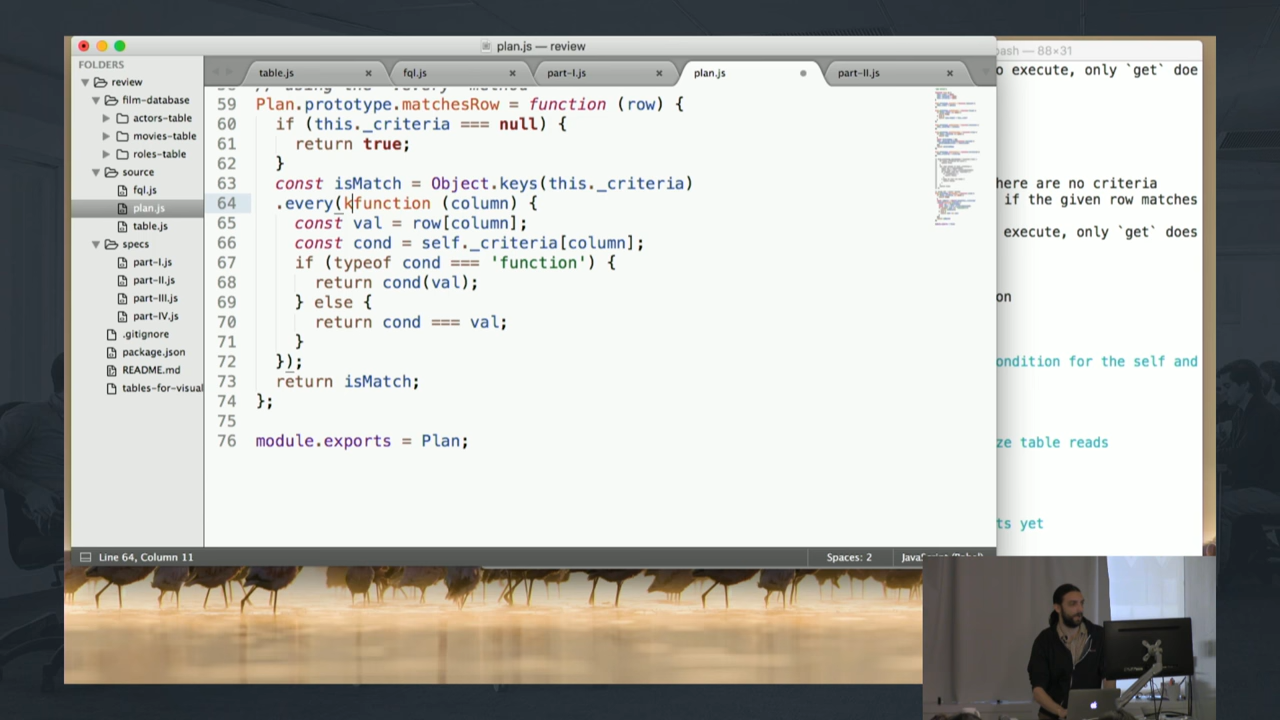 plan.js — review
bash — 88×31
FOLDERS
review
film-database
actors-table
movies-table
roles-table
source
fql.js
plan.js
table.js
specs
part-I.js
part-II.js
part-III.js
part-IV.js
.gitignore
package.json
README.md
tables-for-visual
table.js
fql.js
part-I.js
plan.js
part-II.js
59 Plan.prototype.matchesRow = function (row) {
60 if (this._criteria === null) {
61 return true;
62 }
63 const isMatch = Object.keys(this._criteria)
64 .every(kfunction (column) {
65 const val = row[column];
66 const cond = self._criteria[column];
67 if (typeof cond === 'function') {
68 return cond(val);
69 } else {
70 return cond === val;
71 }
72 });
73 return isMatch;
74 };
75
76 module.exports = Plan;
o execute, only `get` doe
here are no criteria
if the given row matches
execute, only `get` does
on
ondition for the self and
ze table reads
ts yet
Line 64, Column 11
Spaces: 2